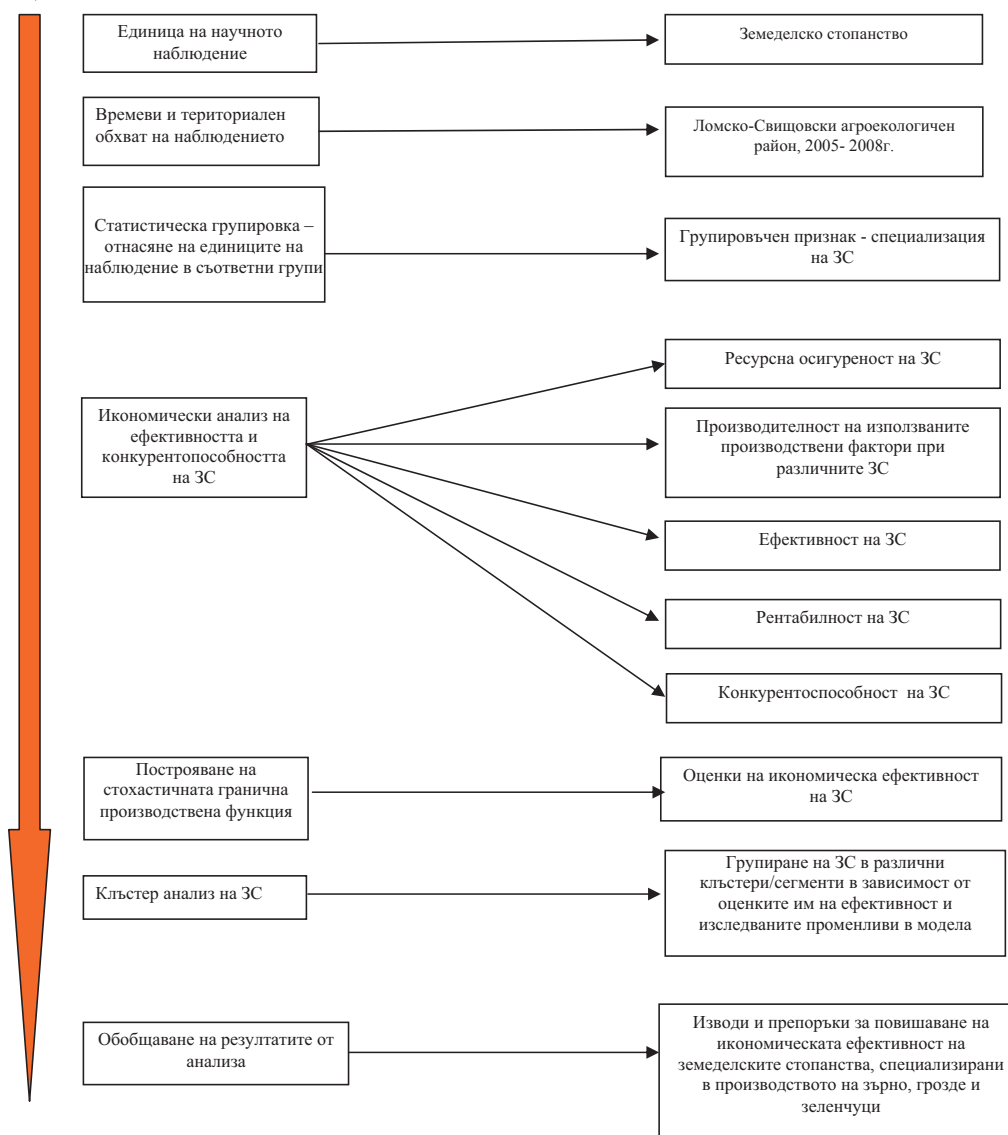 Единица на научното
наблюдение
Земеделско стопанство
Времеви и териториален
обхват на наблюдението
Ломско-Свищовски агроекологичен
район, 2005- 2008г.
Статистическа групировка –
отнасяне на единиците на
наблюдение в съответни групи
Групировъчен признак - специализация
на ЗС
Икономически анализ на
ефективността и
конкурентопособността
на ЗС
Ресурсна осигуреност на ЗС
Производителност на използваните
производствени фактори при
различните ЗС
Ефективност на ЗС
Рентабилност на ЗС
Конкурентоспособност на ЗС
Построяване на
стохастичната гранична
производствена функция
Оценки на икономическа ефективност
на ЗС
Клъстер анализ на ЗС
Групиране на ЗС в различни
клъстери/сегменти в зависимост от
оценките им на ефективност и
изследваните променливи в модела
Обобщаване на резултатите от
анализа
Изводи и препоръки за повишаване на
икономическата ефективност на
земеделските стопанства, специализирани
в производството на зърно, грозде и
зеленчуци